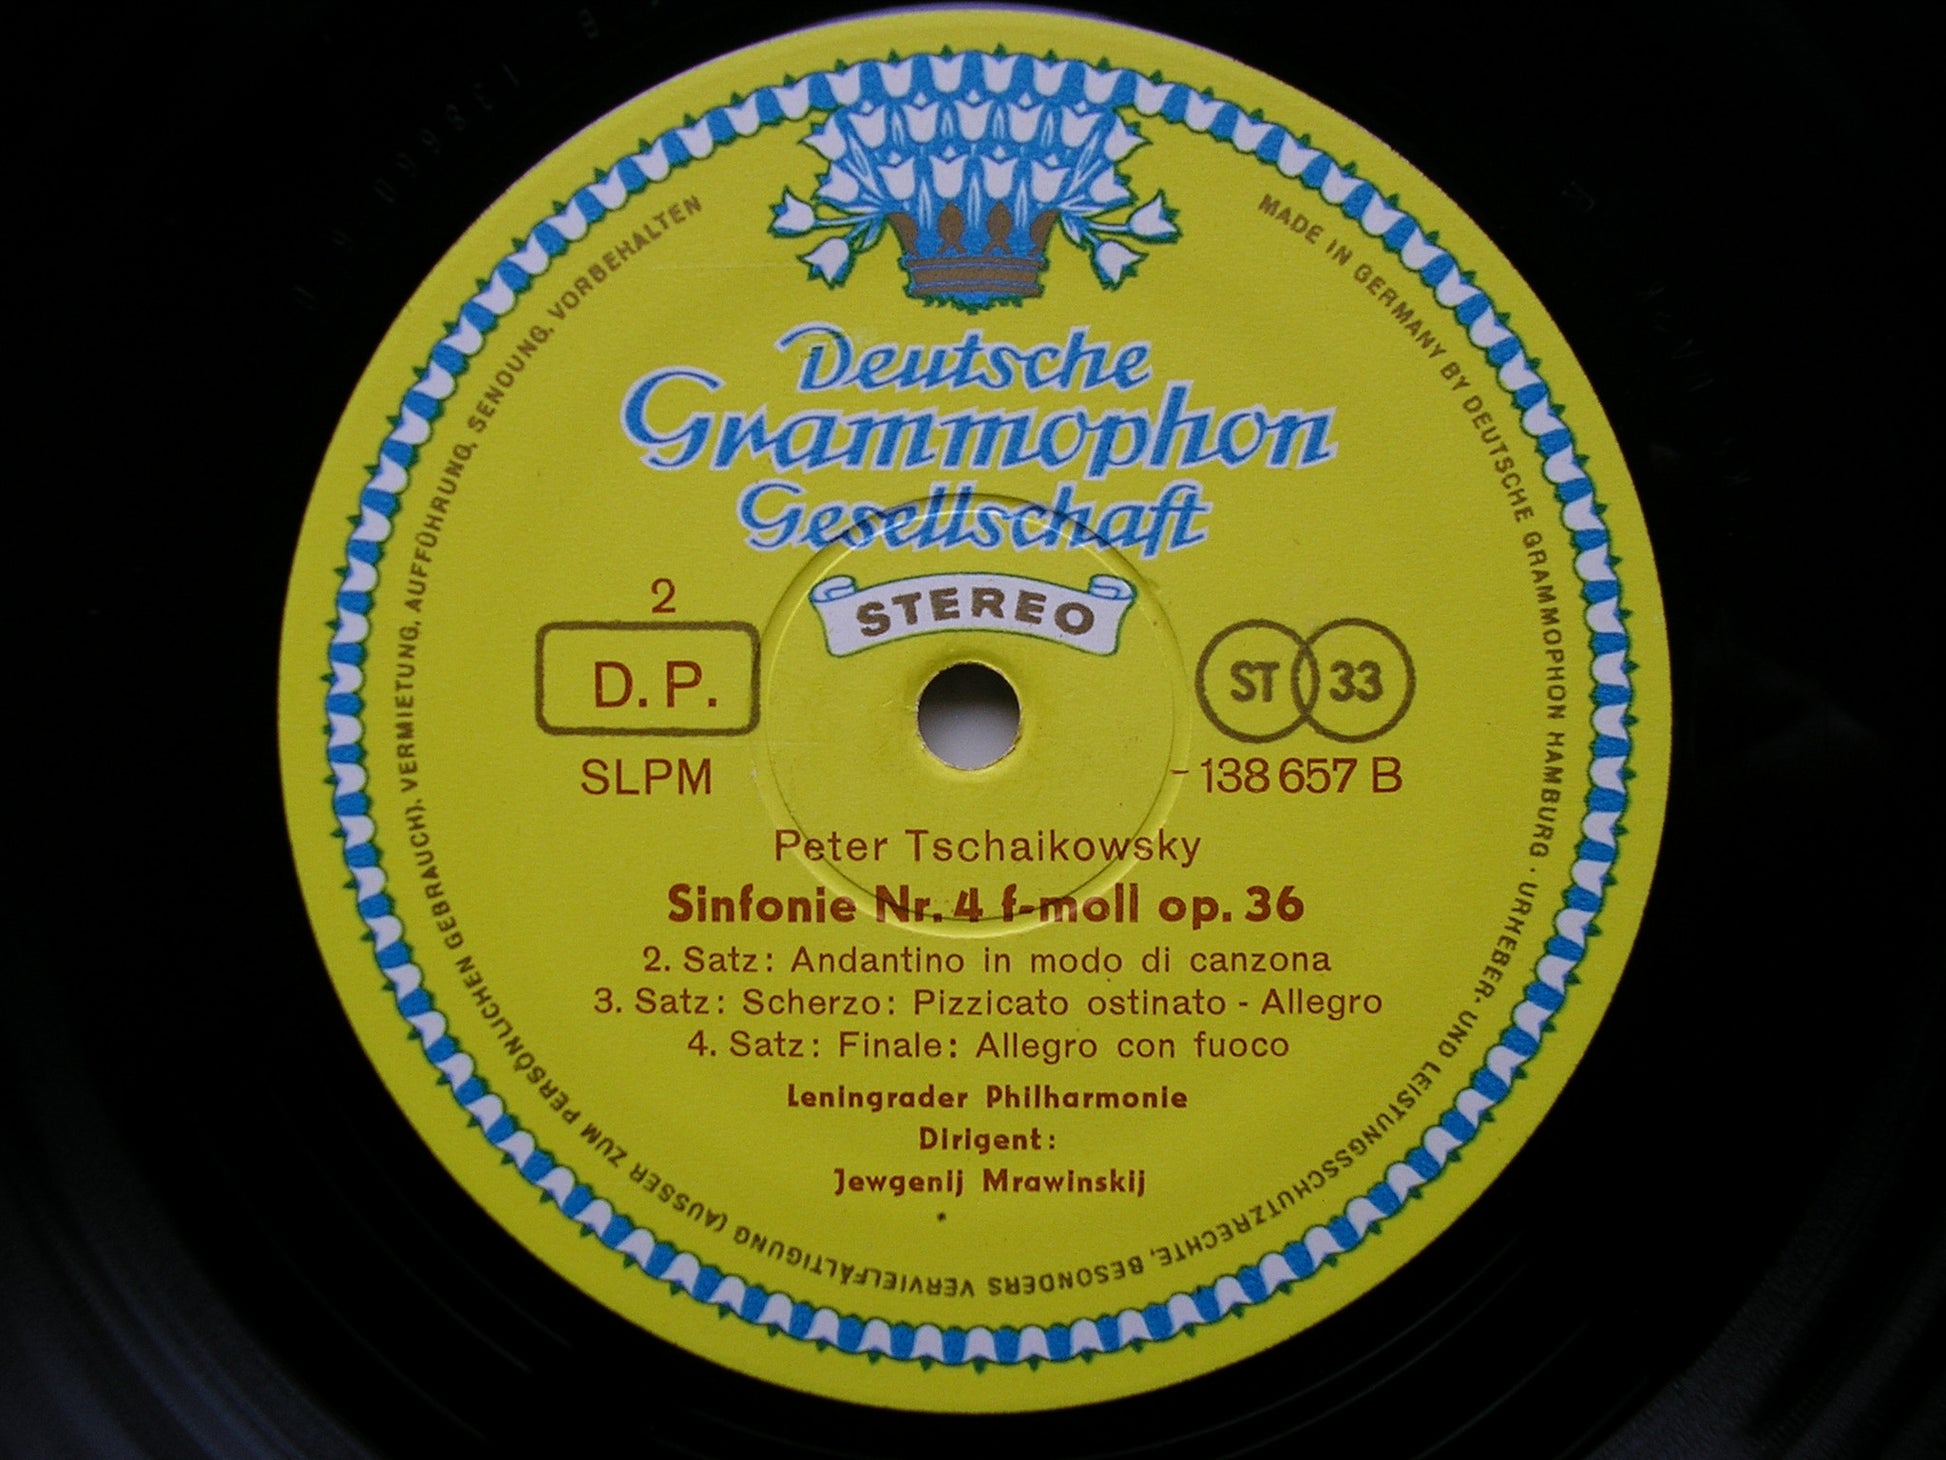 Deutsche
Grammophon
Gesellschaft
STEREO
2
D. P.
ST 33
SLPM
-138 657 B
Peter Tschaikowsky
Sinfonie Nr. 4 f-moll op. 36
2. Satz: Andantino in modo di canzona
3. Satz: Scherzo: Pizzicato ostinato - Allegro
4. Satz: Finale: Allegro con fuoco
Leningrader Philharmonie
Dirigent:
Jewgenij Mrawinskij
MADE IN GERMANY BY DEUTSCHE GRAMMOPHON HAMBURG · URHEBER- UND LEISTUNGSSCHUTZRECHTE, BESONDERS VERVIELFÄLTIGUNG (AUSSER ZUM PERSÖNLICHEN GEBRAUCH), VERMIETUNG, AUFFÜHRUNG, SENDUNG, VORBEHALTEN